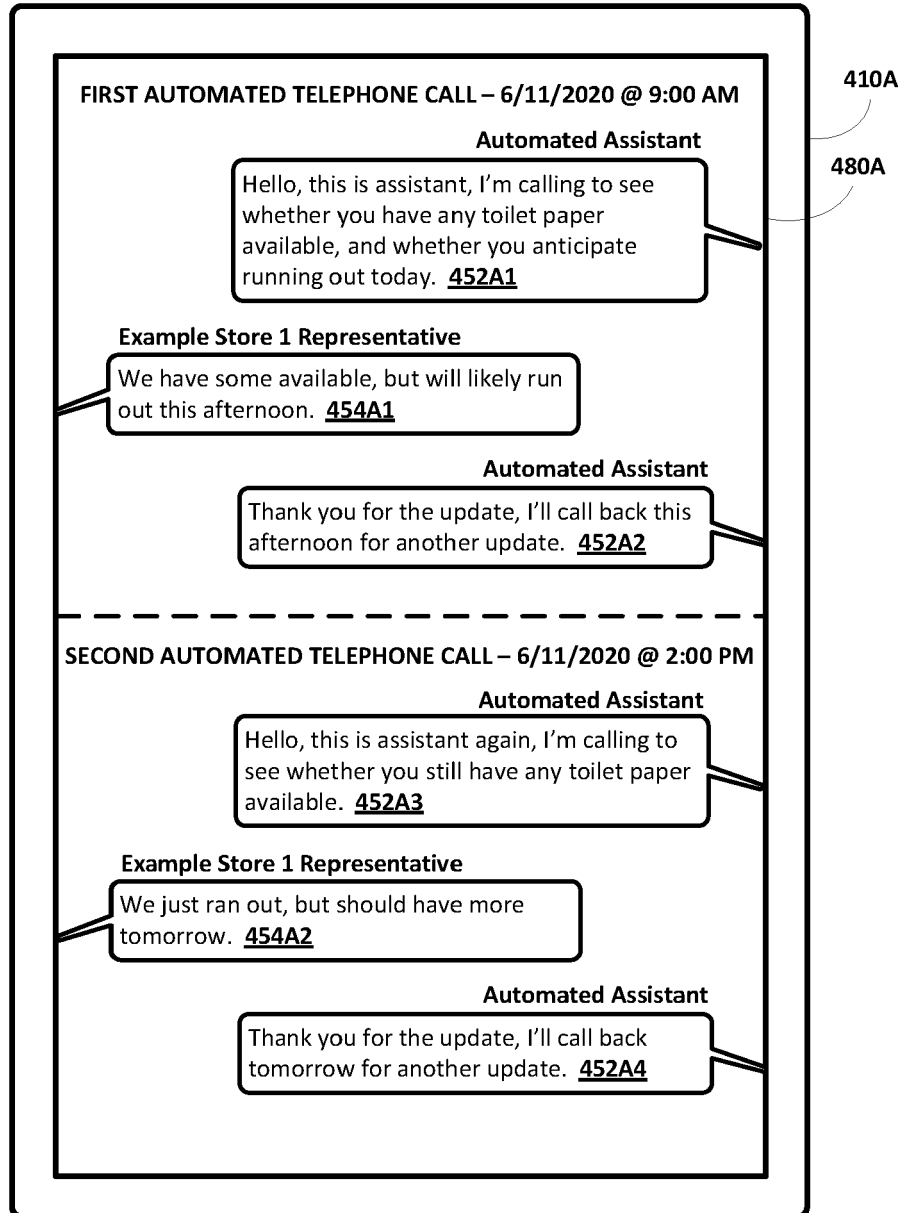 FIRST AUTOMATED TELEPHONE CALL – 6/11/2020 @ 9:00 AM
410A
Automated Assistant
480A
Hello, this is assistant, I'm calling to see
whether you have any toilet paper
available, and whether you anticipate
running out today. 452A1
Example Store 1 Representative
We have some available, but will likely run
out this afternoon. 454A1
Automated Assistant
Thank you for the update, I'll call back this
afternoon for another update. 452A2
SECOND AUTOMATED TELEPHONE CALL – 6/11/2020 @ 2:00 PM
Automated Assistant
Hello, this is assistant again, I'm calling to
see whether you still have any toilet paper
available. 452A3
Example Store 1 Representative
We just ran out, but should have more
tomorrow. 454A2
Automated Assistant
Thank you for the update, I'll call back
tomorrow for another update. 452A4